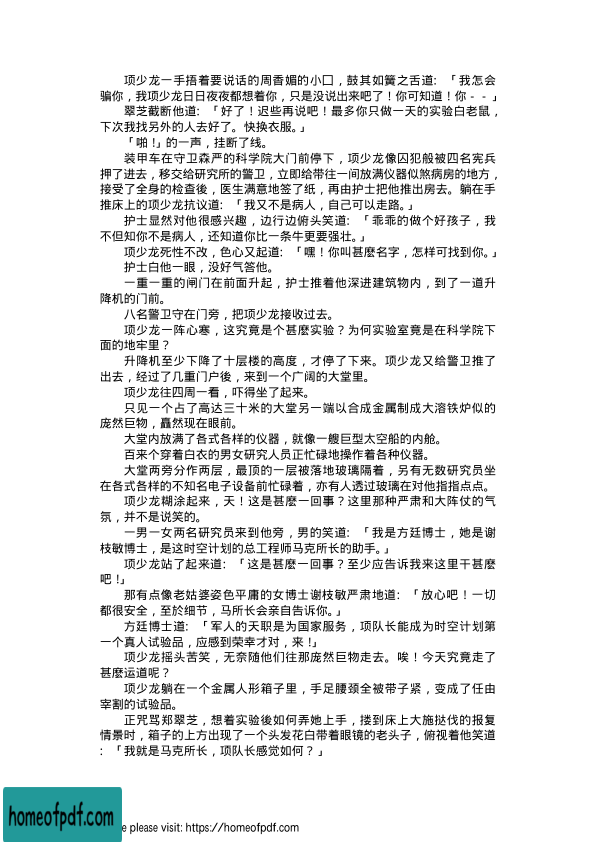 项少龙一手捂着要说话的周香媚的小囗，鼓其如簧之舌道：「我怎会
骗你，我项少龙日日夜夜都想着你，只是没说出来吧了！你可知道！你－－」
翠芝截断他道：「好了！迟些再说吧！最多你只做一天的实验白老鼠，
下次我找另外的人去好了。快换衣服。」
「啪！」的一声，挂断了线。
装甲车在守卫森严的科学院大门前停下，项少龙像囚犯般被四名宪兵
押了进去，移交给研究所的警卫，立即给带往一间放满仪器似煞病房的地方，
接受了全身的检查後，医生满意地签了纸，再由护士把他推出房去。躺在手
推床上的项少龙抗议道：「我又不是病人，自己可以走路。」
护士显然对他很感兴趣，边行边俯头笑道：「乖乖的做个好孩子，我
不但知你不是病人，还知道你比一条牛更要强壮。」
项少龙死性不改，色心又起道：「嘿！你叫甚麽名字，怎样可找到你。」
护士白他一眼，没好气答他。
一重一重的闸门在前面升起，护士推着他深进建筑物内，到了一道升
降机的门前。
八名警卫守在门旁，把项少龙接收过去。
项少龙一阵心寒，这究竟是个甚麽实验？为何实验室竟是在科学院下
面的地牢里？
升降机至少下降了十层楼的高度，才停了下来。项少龙又给警卫推了
出去，经过了几重门户後，来到一个广阔的大堂里。
项少龙往四周一看，吓得坐了起来。
只见一个占了高达三十米的大堂另一端以合成金属制成大溶铁炉似的
庞然巨物，矗然现在眼前。
大堂内放满了各式各样的仪器，就像一艘巨型太空船的内舱。
百来个穿着白衣的男女研究人员正忙碌地操作着各种仪器。
大堂两旁分作两层，最顶的一层被落地玻璃隔着，另有无数研究员坐
在各式各样的不知名电子设备前忙碌着，亦有人透过玻璃在对他指指点点。
项少龙糊涂起来，天！这是甚麽一回事？这里那种严肃和大阵仗的气
氛，并不是说笑的。
一男一女两名研究员来到他旁，男的笑道：「我是方廷博士，她是谢
枝敏博士，是这时空计划的总工程师马克所长的助手。」
项少龙站了起来道：「这是甚麽一回事？至少应告诉我来这里干甚麽
吧！」
那有点像老姑婆姿色平庸的女博士谢枝敏严肃地道：「放心吧！一切
都很安全，至於细节，马所长会亲自告诉你。」
方廷博士道：「军人的天职是为国家服务，项队长能成为时空计划第
一个真人试验品，应感到荣幸才对，来！」
项少龙摇头苦笑，无奈随他们往那庞然巨物走去。唉！今天究竟走了
甚麽运道呢？
项少龙躺在一个金属人形箱子里，手足腰颈全被带子紧，变成了任由
宰割的试验品。
正咒骂郑翠芝，想着实验後如何弄她上手，搂到床上大施挞伐的报复
情景时，箱子的上方出现了一个头发花白带着眼镜的老头子，俯视着他笑道
：「我就是马克所长，项队长感觉如何？」
homeofpdf.com
e please visit: https://homeofpdf.com